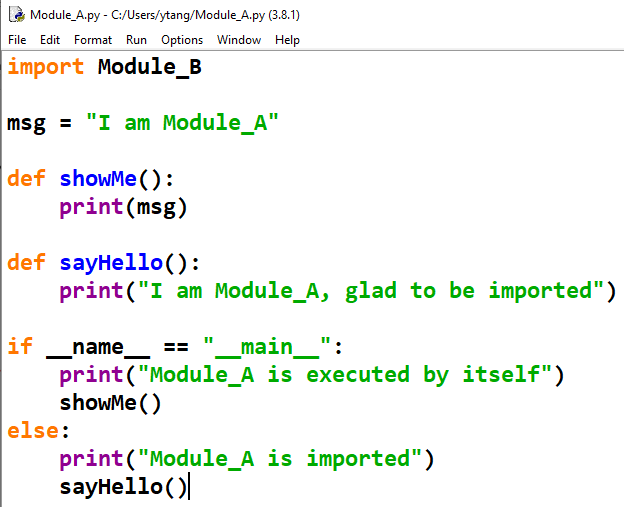 Module_A.py - C:/Users/ytang/Module_A.py (3.8.1)
File Edit Format Run Options Window Help
import Module_B
msg = "I am Module_A"
def showMe():
    print(msg)
def sayHello():
    print("I am Module_A, glad to be imported")
if __name__ == "__main__":
    print("Module_A is executed by itself")
    showMe()
else:
    print("Module_A is imported")
    sayHello()